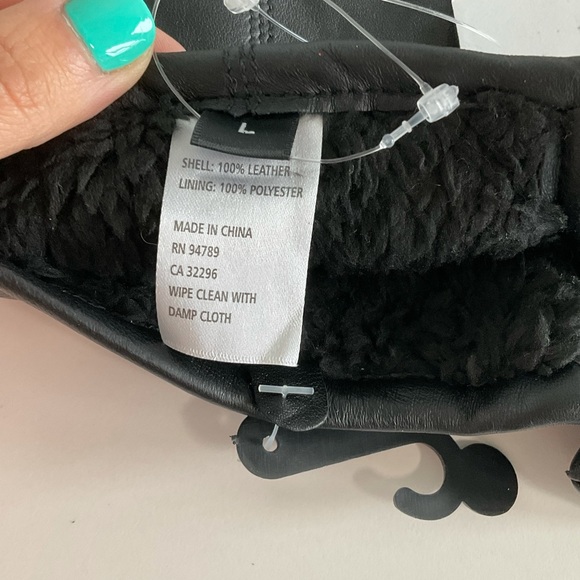 L
SHELL: 100% LEATHER
LINING: 100% POLYESTER
MADE IN CHINA
RN 94789
CA 32296
WIPE CLEAN WITH
DAMP CLOTH